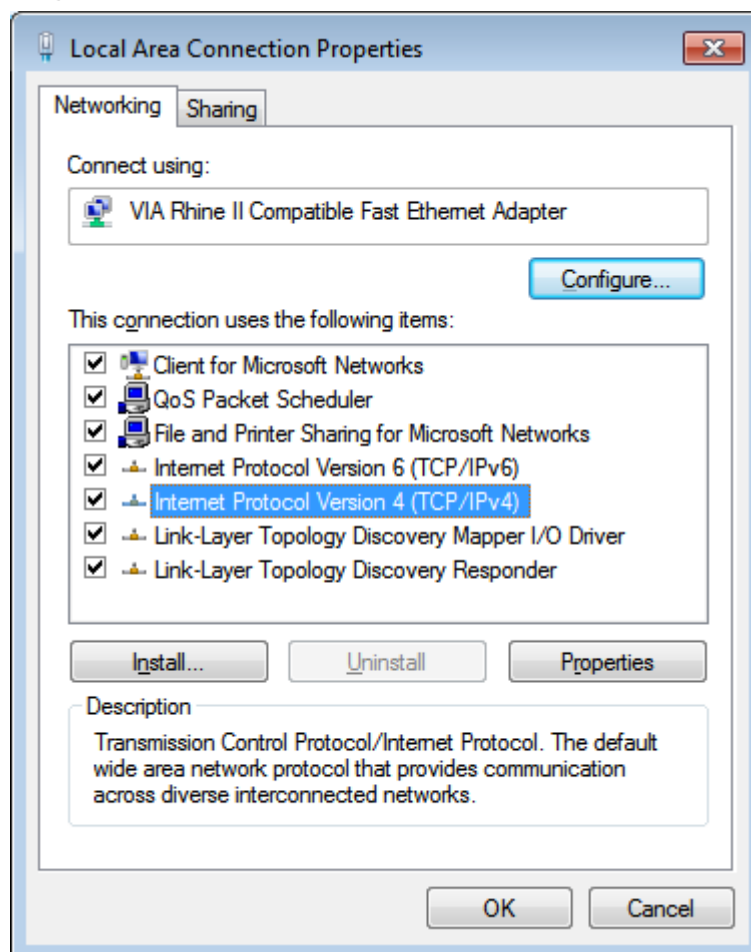 Local Area Connection Properties
Networking Sharing
Connect using:
VIA Rhine II Compatible Fast Ethernet Adapter
Configure...
This connection uses the following items:
Client for Microsoft Networks
QoS Packet Scheduler
File and Printer Sharing for Microsoft Networks
Internet Protocol Version 6 (TCP/IPv6)
Internet Protocol Version 4 (TCP/IPv4)
Link-Layer Topology Discovery Mapper I/O Driver
Link-Layer Topology Discovery Responder
Install... Uninstall Properties
Description
Transmission Control Protocol/Internet Protocol. The default
wide area network protocol that provides communication
across diverse interconnected networks.
OK Cancel